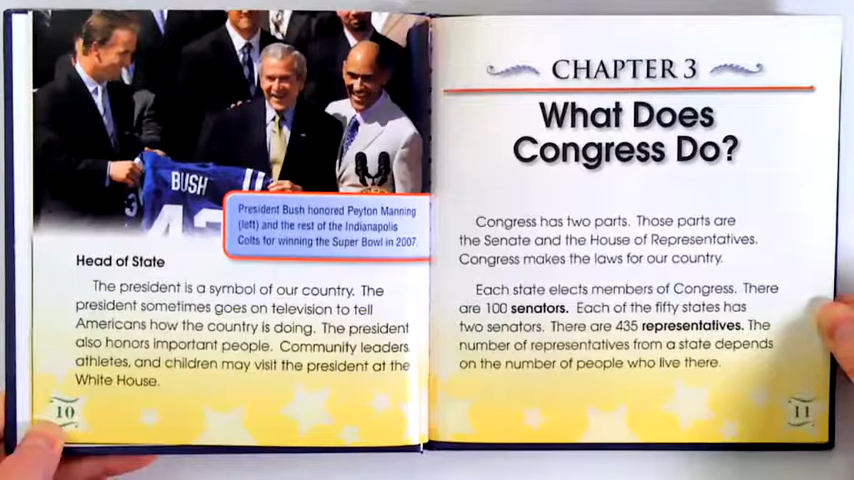 BUSH
43
President Bush honored Peyton Manning
(left) and the rest of the Indianapolis
Colts for winning the Super Bowl in 2007.
Head of State
The president is a symbol of our country. The
president sometimes goes on television to tell
Americans how the country is doing. The president
also honors important people. Community leaders,
athletes, and children may visit the president at the
White House.
10
CHAPTER 3
What Does
Congress Do?
Congress has two parts. Those parts are
the Senate and the House of Representatives.
Congress makes the laws for our country.
Each state elects members of Congress. There
are 100 senators. Each of the fifty states has
two senators. There are 435 representatives. The
number of representatives from a state depends
on the number of people who live there.
11